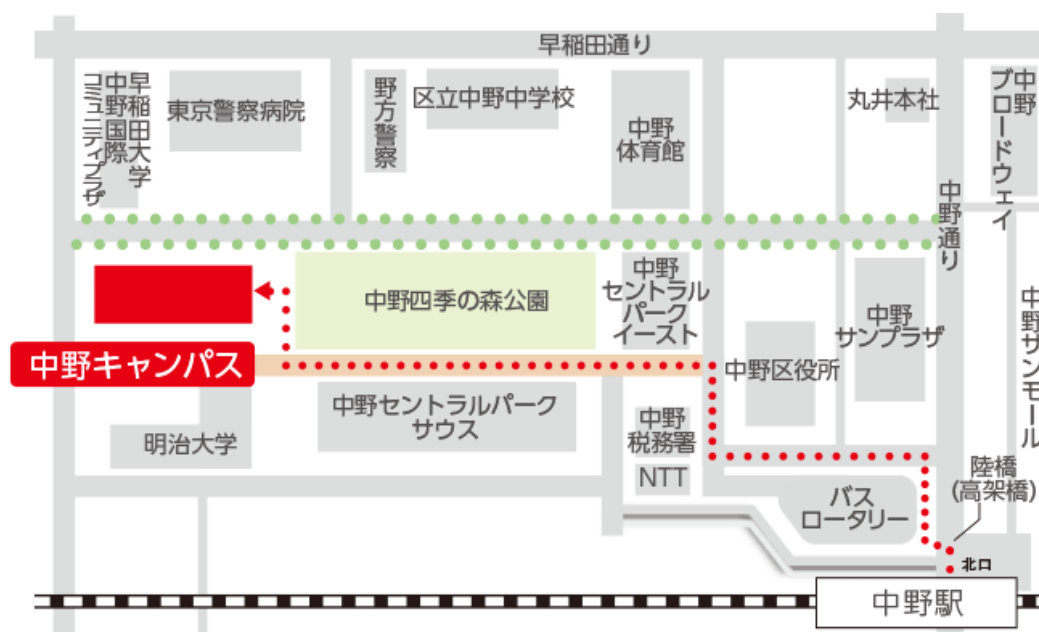 早稲田通り
早稲田大学
中野国際
コミュニティプラザ
東京警察病院
野方警察
区立中野中学校
中野
体育館
丸井本社
中野
ブロードウェイ
中野通り
中野四季の森公園
中野
セントラル
パーク
イースト
中野
サンプラザ
中野サンモール
中野キャンパス
中野区役所
中野セントラルパーク
サウス
明治大学
中野
税務署
NTT
バス
ロータリー
陸橋
(高架橋)
北口
中野駅